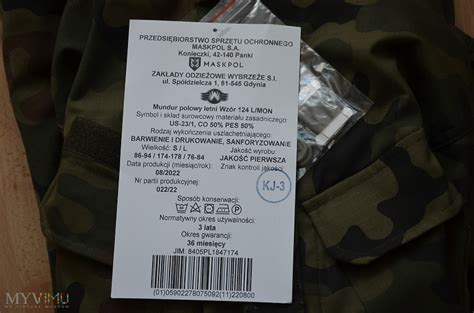 PRZEDSIĘBIORSTWO SPRZĘTU OCHRONNEGO
MASKPOL S.A.
Konieczki, 42-140 Panki
MASKPOL
ZAKŁADY ODZIEŻOWE WYBRZEŻE S.I.
ul. Spółdzielcza 1, 81-585 Gdynia
Mundur polowy letni Wzór 124 L/MON
Symbol i skład surowcowy materiału zasadniczego
US-23/1, CO 50% PES 50%
Rodzaj wykończenia uszlachetniającego:
BARWIENIE I DRUKOWANIE, SANFORYZOWANIE
Wielkość: S / L
Jakość wyrobu:
86-94 / 174-178 / 76-84
JAKOŚĆ PIERWSZA
Data produkcji (miesiąc/rok):
Znak kontroli jakości:
08/2022
Nr partii produkcyjnej:
022/22
KJ-3
Sposób konserwacji:
Normatywny okres używalności:
3 lata
Okres gwarancji:
36 miesięcy
JIM: 8405PL1847174
(01)05902278075092(11)220800
MYVIMU
MY VIRTUAL MUSEUM